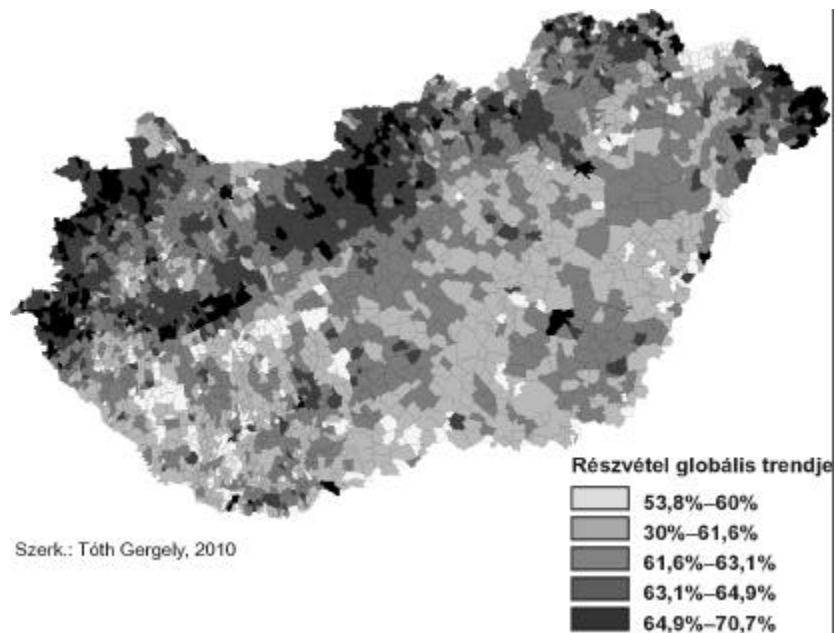 Részvétel globális trendje
53,8%–60%
30%–61,6%
61,6%–63,1%
63,1%–64,9%
64,9%–70,7%
Szerk.: Tóth Gergely, 2010